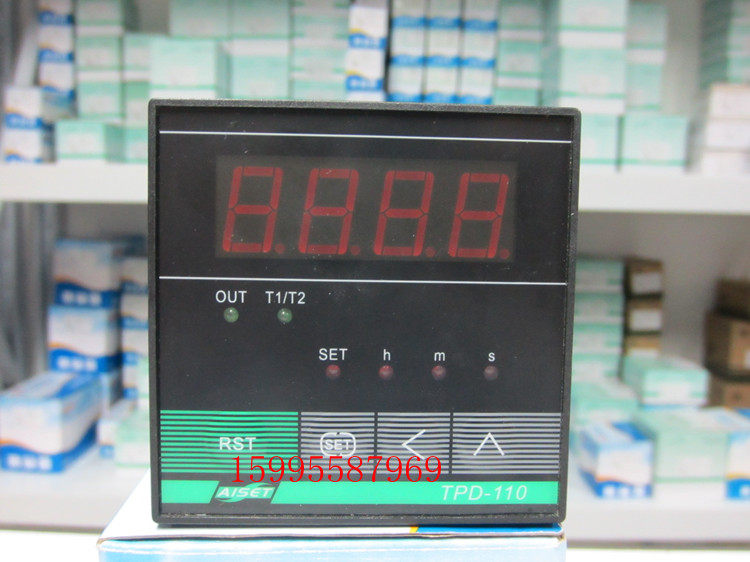 OUT T1/T2
SET h m s
RST SET
15995587969
AISET TPD-110